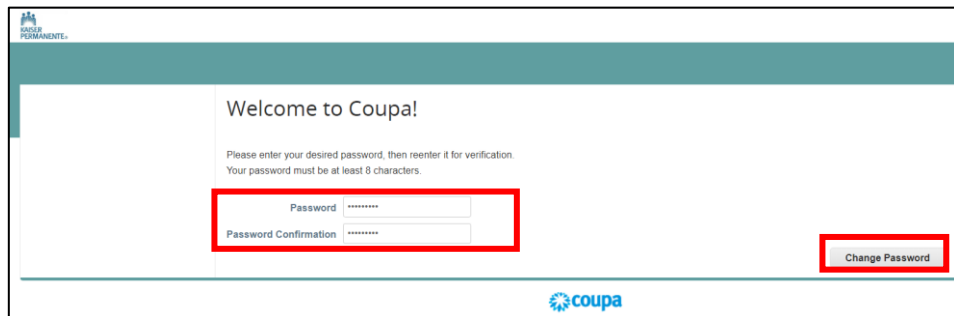 KAISER
PERMANENTE®
Welcome to Coupa!
Please enter your desired password, then reenter it for verification.
Your password must be at least 8 characters.
Password •••••••••
Password Confirmation •••••••••
Change Password
coupa